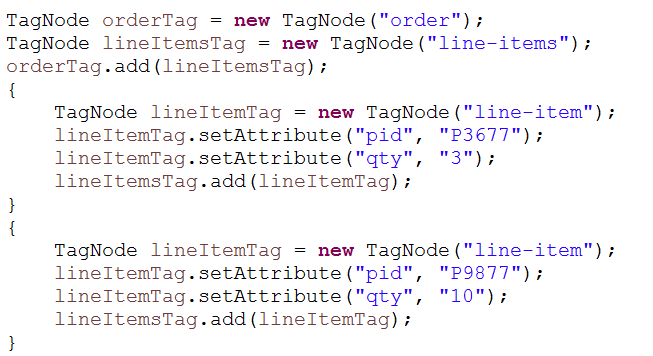 TagNode orderTag = new TagNode("order");
TagNode lineItemsTag = new TagNode("line-items");
orderTag.add(lineItemsTag);
{
    TagNode lineItemTag = new TagNode("line-item");
    lineItemTag.setAttribute("pid", "P3677");
    lineItemTag.setAttribute("qty", "3");
    lineItemsTag.add(lineItemTag);
}
{
    TagNode lineItemTag = new TagNode("line-item");
    lineItemTag.setAttribute("pid", "P9877");
    lineItemTag.setAttribute("qty", "10");
    lineItemsTag.add(lineItemTag);
}